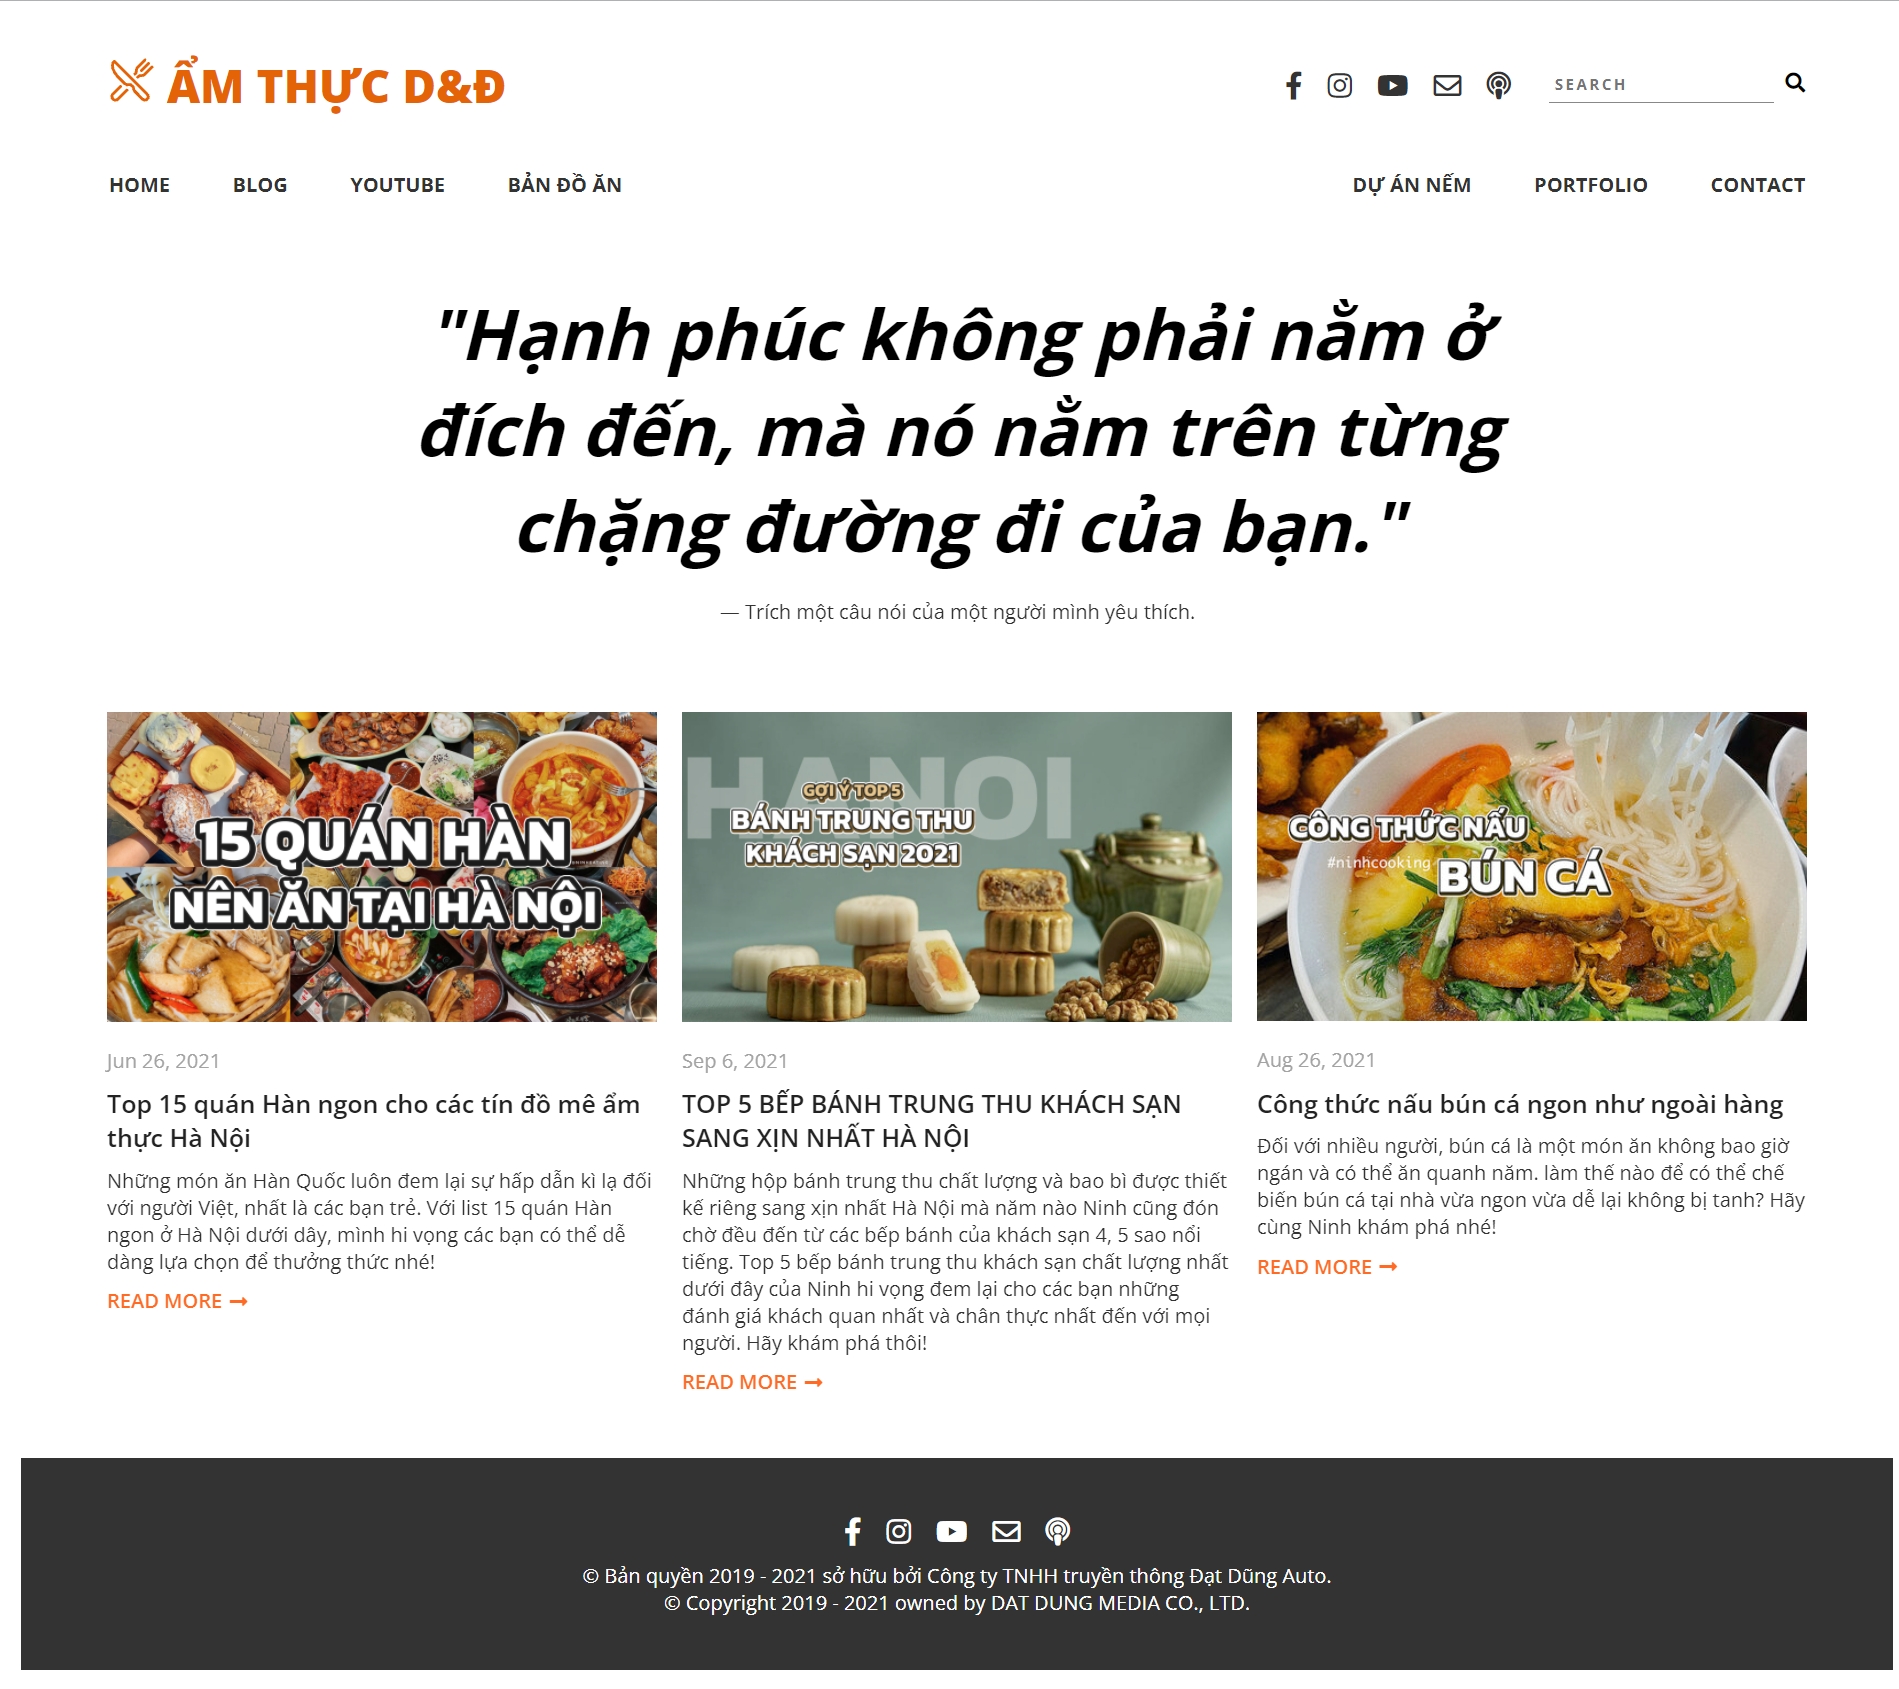 ẨM THỰC D&Đ
SEARCH
HOME BLOG YOUTUBE BẢN ĐỒ ĂN DỰ ÁN NẾM PORTFOLIO CONTACT
"Hạnh phúc không phải nằm ở
đích đến, mà nó nằm trên từng
chặng đường đi của bạn."
— Trích một câu nói của một người mình yêu thích.
15 QUÁN HÀN
NÊN ĂN TẠI HÀ NỘI
Jun 26, 2021
Top 15 quán Hàn ngon cho các tín đồ mê ẩm
thực Hà Nội
Những món ăn Hàn Quốc luôn đem lại sự hấp dẫn kì lạ đối
với người Việt, nhất là các bạn trẻ. Với list 15 quán Hàn
ngon ở Hà Nội dưới dây, mình hi vọng các bạn có thể dễ
dàng lựa chọn để thưởng thức nhé!
READ MORE
HANOI
GỢI Ý TOP 5
BÁNH TRUNG THU
KHÁCH SẠN 2021
Sep 6, 2021
TOP 5 BẾP BÁNH TRUNG THU KHÁCH SẠN
SANG XỊN NHẤT HÀ NỘI
Những hộp bánh trung thu chất lượng và bao bì được thiết
kế riêng sang xịn nhất Hà Nội mà năm nào Ninh cũng đón
chờ đều đến từ các bếp bánh của khách sạn 4, 5 sao nổi
tiếng. Top 5 bếp bánh trung thu khách sạn chất lượng nhất
dưới đây của Ninh hi vọng đem lại cho các bạn những
đánh giá khách quan nhất và chân thực nhất đến với mọi
người. Hãy khám phá thôi!
READ MORE
CÔNG THỨC NẤU
#ninhcooking
BÚN CÁ
Aug 26, 2021
Công thức nấu bún cá ngon như ngoài hàng
Đối với nhiều người, bún cá là một món ăn không bao giờ
ngán và có thể ăn quanh năm. làm thế nào để có thể chế
biến bún cá tại nhà vừa ngon vừa dễ lại không bị tanh? Hãy
cùng Ninh khám phá nhé!
READ MORE
© Bản quyền 2019 - 2021 sở hữu bởi Công ty TNHH truyền thông Đạt Dũng Auto.
© Copyright 2019 - 2021 owned by DAT DUNG MEDIA CO., LTD.